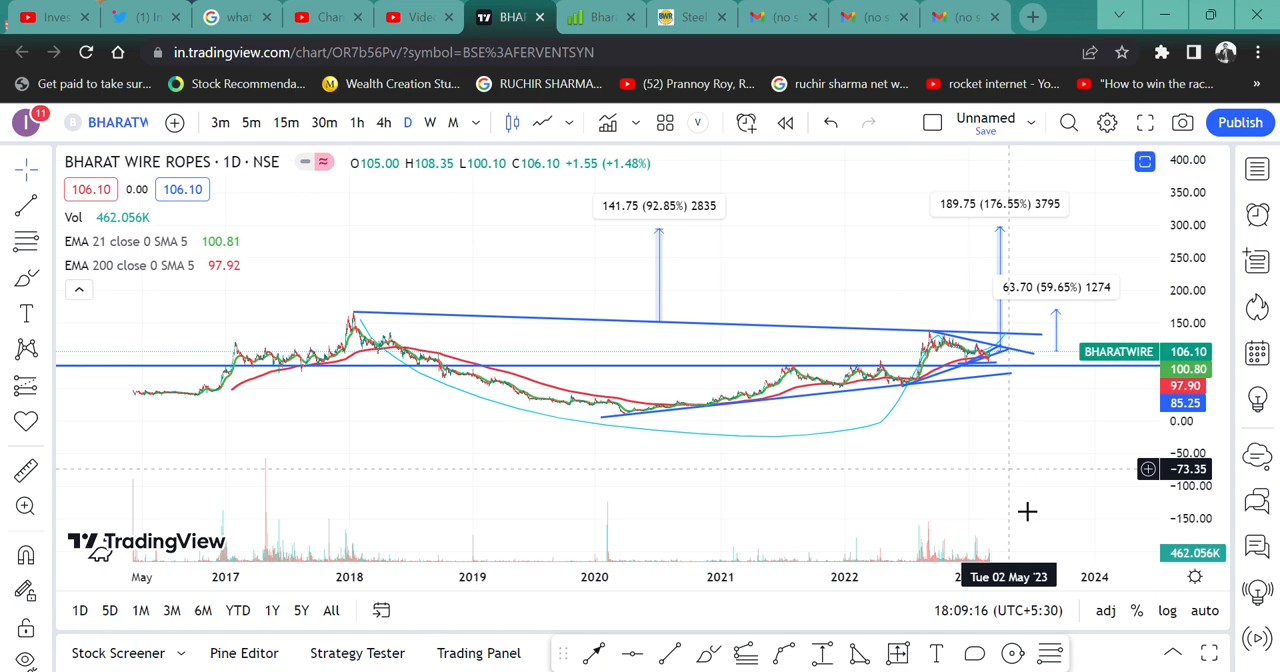 Inves
(1) In
what
Chan
Vide
BHAI
Bhar
BWR
Steel
(no s
(no s
(no s
in.tradingview.com/chart/OR7b56Pv/?symbol=BSE%3AFERVENTSYN
Get paid to take sur...
Stock Recommenda...
Wealth Creation Stu...
RUCHIR SHARMA...
(52) Prannoy Roy, R...
ruchir sharma net w...
rocket internet - Yo...
"How to win the rac...
»
I
11
B
BHARATW
3m 5m 15m 30m 1h 4h D W M
V
Unnamed
Save
Publish
BHARAT WIRE ROPES · 1D · NSE
O105.00 H108.35 L100.10 C106.10 +1.55 (+1.48%)
106.10 0.00 106.10
Vol 462.056K
EMA 21 close 0 SMA 5 100.81
EMA 200 close 0 SMA 5 97.92
141.75 (92.85%) 2835
189.75 (176.55%) 3795
63.70 (59.65%) 1274
400.00
350.00
300.00
250.00
200.00
150.00
BHARATWIRE 106.10
100.80
97.90
85.25
0.00
−50.00
−73.35
−100.00
−150.00
462.056K
TradingView
May 2017 2018 2019 2020 2021 2022 Tue 02 May '23 2024
1D 5D 1M 3M 6M YTD 1Y 5Y All
18:09:16 (UTC+5:30) adj % log auto
Stock Screener Pine Editor Strategy Tester Trading Panel